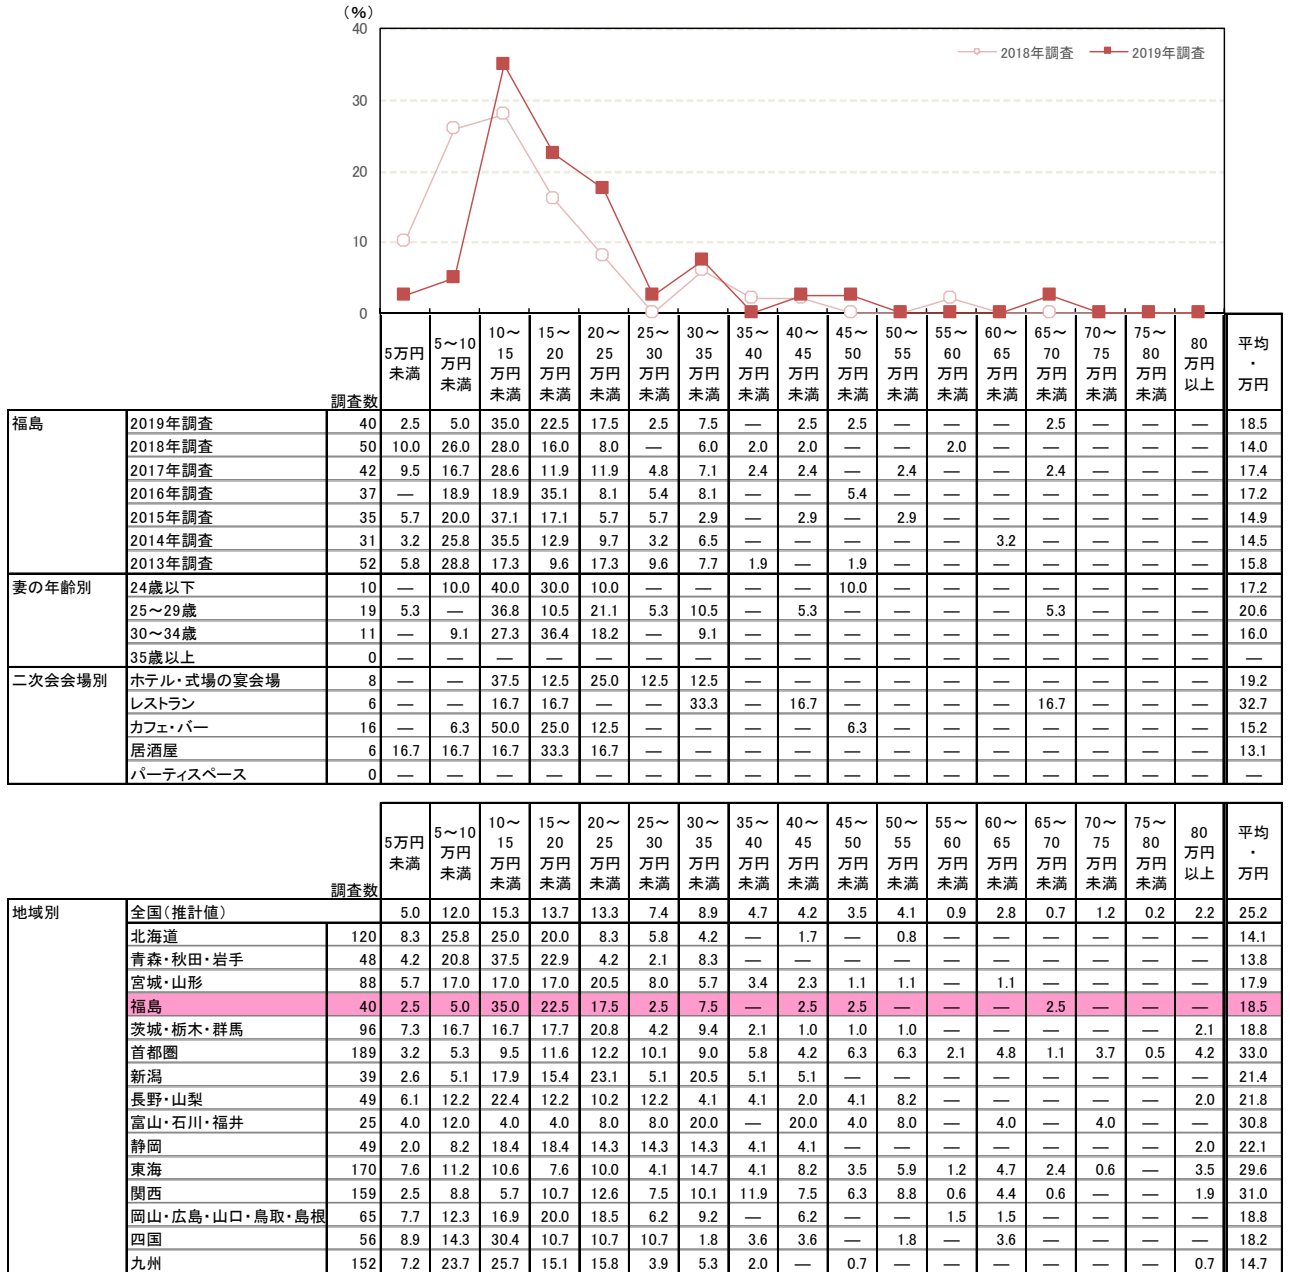 (%)
40
30
20
10
0
2018年調査 2019年調査
調査数 5万円未満 5～10万円未満 10～15万円未満 15～20万円未満 20～25万円未満 25～30万円未満 30～35万円未満 35～40万円未満 40～45万円未満 45～50万円未満 50～55万円未満 55～60万円未満 60～65万円未満 65～70万円未満 70～75万円未満 75～80万円未満 80万円以上 平均・万円
福島 2019年調査 40 2.5 5.0 35.0 22.5 17.5 2.5 7.5 — 2.5 2.5 — — — 2.5 — — — 18.5
2018年調査 50 10.0 26.0 28.0 16.0 8.0 — 6.0 2.0 2.0 — — 2.0 — — — — — 14.0
2017年調査 42 9.5 16.7 28.6 11.9 11.9 4.8 7.1 2.4 2.4 — 2.4 — — 2.4 — — — 17.4
2016年調査 37 — 18.9 18.9 35.1 8.1 5.4 8.1 — — 5.4 — — — — — — — 17.2
2015年調査 35 5.7 20.0 37.1 17.1 5.7 5.7 2.9 — 2.9 — 2.9 — — — — — — 14.9
2014年調査 31 3.2 25.8 35.5 12.9 9.7 3.2 6.5 — — — — — 3.2 — — — — 14.5
2013年調査 52 5.8 28.8 17.3 9.6 17.3 9.6 7.7 1.9 — 1.9 — — — — — — — 15.8
妻の年齢別 24歳以下 10 — 10.0 40.0 30.0 10.0 — — — — 10.0 — — — — — — — 17.2
25～29歳 19 5.3 — 36.8 10.5 21.1 5.3 10.5 — 5.3 — — — — 5.3 — — — 20.6
30～34歳 11 — 9.1 27.3 36.4 18.2 — 9.1 — — — — — — — — — — 16.0
35歳以上 0 — — — — — — — — — — — — — — — — — —
二次会会場別 ホテル・式場の宴会場 8 — — 37.5 12.5 25.0 12.5 12.5 — — — — — — — — — — 19.2
レストラン 6 — — 16.7 16.7 — — 33.3 — 16.7 — — — — 16.7 — — — 32.7
カフェ・バー 16 — 6.3 50.0 25.0 12.5 — — — — 6.3 — — — — — — — 15.2
居酒屋 6 16.7 16.7 16.7 33.3 16.7 — — — — — — — — — — — — 13.1
パーティスペース 0 — — — — — — — — — — — — — — — — — —
調査数 5万円未満 5～10万円未満 10～15万円未満 15～20万円未満 20～25万円未満 25～30万円未満 30～35万円未満 35～40万円未満 40～45万円未満 45～50万円未満 50～55万円未満 55～60万円未満 60～65万円未満 65～70万円未満 70～75万円未満 75～80万円未満 80万円以上 平均・万円
地域別 全国(推計値) 5.0 12.0 15.3 13.7 13.3 7.4 8.9 4.7 4.2 3.5 4.1 0.9 2.8 0.7 1.2 0.2 2.2 25.2
北海道 120 8.3 25.8 25.0 20.0 8.3 5.8 4.2 — 1.7 — 0.8 — — — — — — 14.1
青森・秋田・岩手 48 4.2 20.8 37.5 22.9 4.2 2.1 8.3 — — — — — — — — — — 13.8
宮城・山形 88 5.7 17.0 17.0 17.0 20.5 8.0 5.7 3.4 2.3 1.1 1.1 — 1.1 — — — — 17.9
福島 40 2.5 5.0 35.0 22.5 17.5 2.5 7.5 — 2.5 2.5 — — — 2.5 — — — 18.5
茨城・栃木・群馬 96 7.3 16.7 16.7 17.7 20.8 4.2 9.4 2.1 1.0 1.0 1.0 — — — — — 2.1 18.8
首都圏 189 3.2 5.3 9.5 11.6 12.2 10.1 9.0 5.8 4.2 6.3 6.3 2.1 4.8 1.1 3.7 0.5 4.2 33.0
新潟 39 2.6 5.1 17.9 15.4 23.1 5.1 20.5 5.1 5.1 — — — — — — — — 21.4
長野・山梨 49 6.1 12.2 22.4 12.2 10.2 12.2 4.1 4.1 2.0 4.1 8.2 — — — — — 2.0 21.8
富山・石川・福井 25 4.0 12.0 4.0 4.0 8.0 8.0 20.0 — 20.0 4.0 8.0 — 4.0 — 4.0 — — 30.8
静岡 49 2.0 8.2 18.4 18.4 14.3 14.3 14.3 4.1 4.1 — — — — — — — 2.0 22.1
東海 170 7.6 11.2 10.6 7.6 10.0 4.1 14.7 4.1 8.2 3.5 5.9 1.2 4.7 2.4 0.6 — 3.5 29.6
関西 159 2.5 8.8 5.7 10.7 12.6 7.5 10.1 11.9 7.5 6.3 8.8 0.6 4.4 0.6 — — 1.9 31.0
岡山・広島・山口・鳥取・島根 65 7.7 12.3 16.9 20.0 18.5 6.2 9.2 — 6.2 — — 1.5 1.5 — — — — 18.8
四国 56 8.9 14.3 30.4 10.7 10.7 10.7 1.8 3.6 3.6 — 1.8 — 3.6 — — — — 18.2
九州 152 7.2 23.7 25.7 15.1 15.8 3.9 5.3 2.0 — 0.7 — — — — — — 0.7 14.7